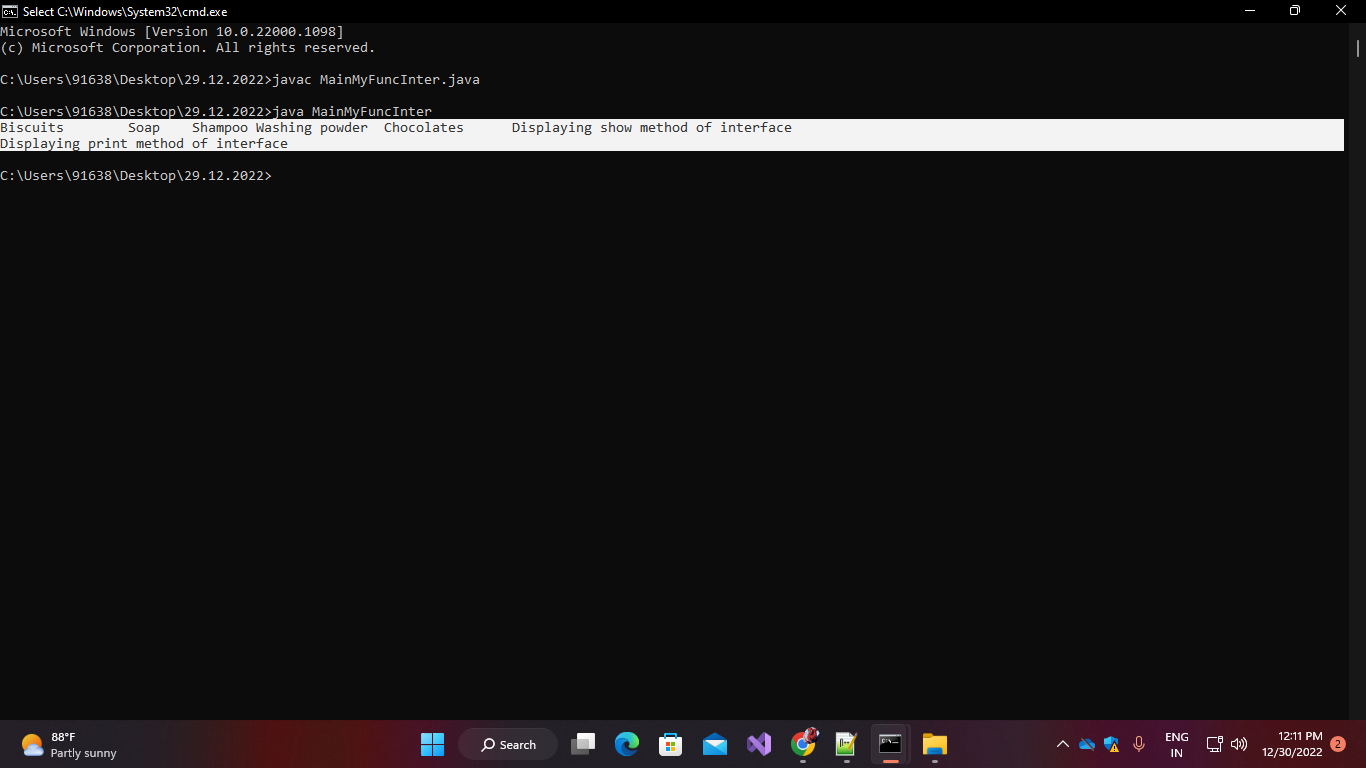 Select C:\Windows\System32\cmd.exe
Microsoft Windows [Version 10.0.22000.1098]
(c) Microsoft Corporation. All rights reserved.
C:\Users\91638\Desktop\29.12.2022>javac MainMyFuncInter.java
C:\Users\91638\Desktop\29.12.2022>java MainMyFuncInter
Biscuits        Soap    Shampoo Washing powder  Chocolates      Displaying show method of interface
Displaying print method of interface
C:\Users\91638\Desktop\29.12.2022>
88°F
Partly sunny
Search
ENG
IN
12:11 PM
12/30/2022
2